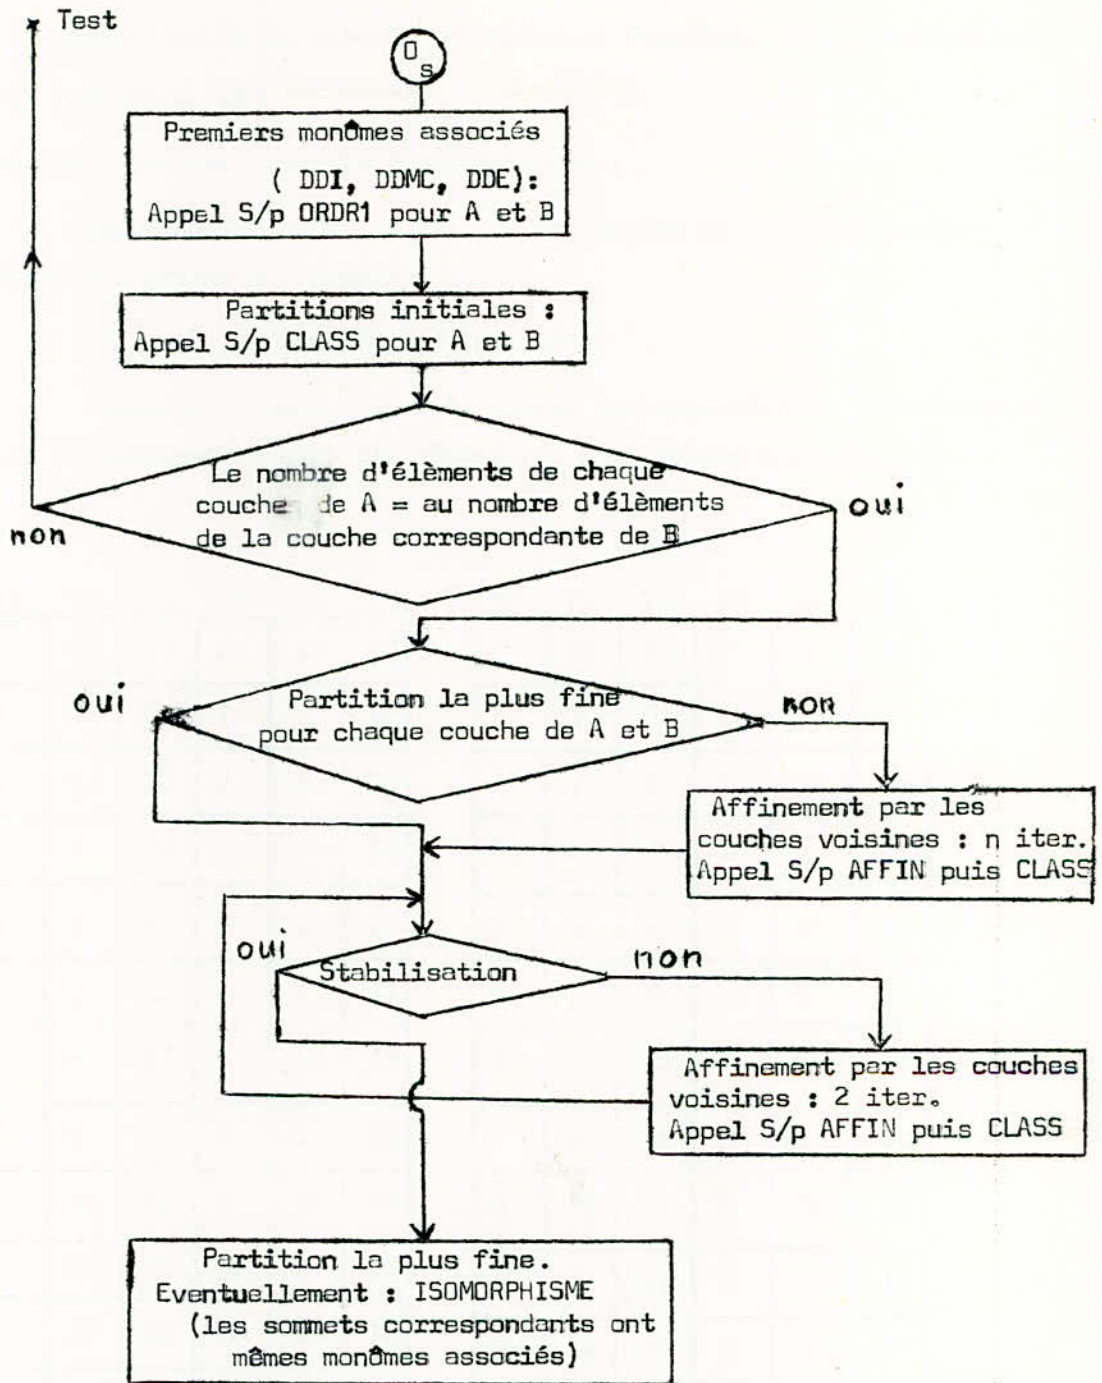 Test
O s
Premiers monômes associés
( DDI, DDMC, DDE):
Appel S/p ORDR1 pour A et B
Partitions initiales :
Appel S/p CLASS pour A et B
Le nombre d'élèments de chaque
couche de A = au nombre d'élèments
de la couche correspondante de B
non
oui
oui
Partition la plus fine
pour chaque couche de A et B
non
Affinement par les
couches voisines : n iter.
Appel S/p AFFIN puis CLASS
oui
Stabilisation
non
Affinement par les couches
voisines : 2 iter.
Appel S/p AFFIN puis CLASS
Partition la plus fine.
Eventuellement : ISOMORPHISME
(les sommets correspondants ont
mêmes monômes associés)